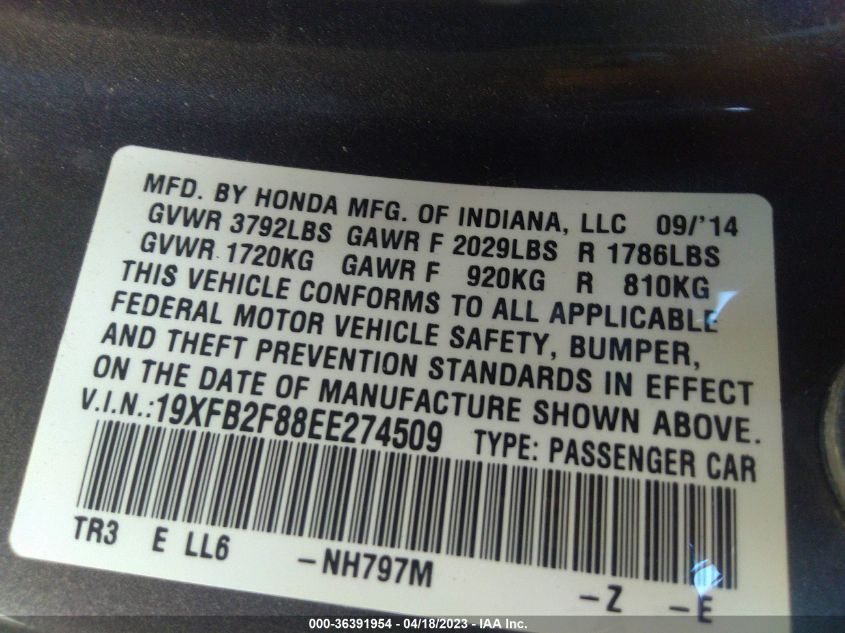 MFD. BY HONDA MFG. OF INDIANA, LLC 09/'14
GVWR 3792LBS GAWR F 2029LBS R 1786LBS
GVWR 1720KG GAWR F 920KG R 810KG
THIS VEHICLE CONFORMS TO ALL APPLICABLE
FEDERAL MOTOR VEHICLE SAFETY, BUMPER,
AND THEFT PREVENTION STANDARDS IN EFFECT
ON THE DATE OF MANUFACTURE SHOWN ABOVE.
V.I.N.:19XFB2F88EE274509 TYPE: PASSENGER CAR
TR3 E LL6 -NH797M -Z -E
000-36391954 - 04/18/2023 - IAA Inc.